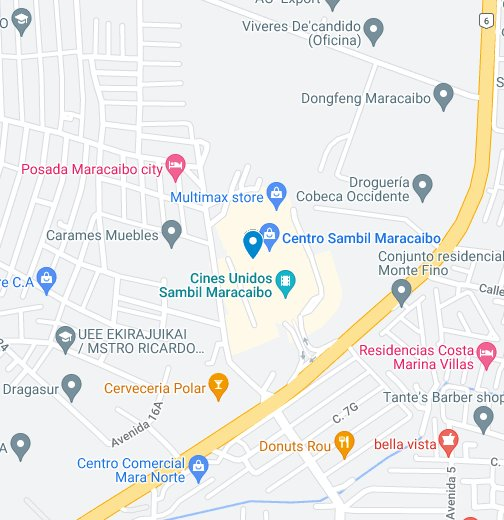 AC Export
Viveres De'candido
(Oficina)
6
Dongfeng Maracaibo
Posada Maracaibo city
Droguería
Cobeca Occidente
Multimax store
Carames Muebles
Centro Sambil Maracaibo
Conjunto residencial
Monte Fino
Cines Unidos
Sambil Maracaibo
re C.A
Calle
UEE EKIRAJUIKAI
/ MSTRO RICARDO...
Residencias Costa
Marina Villas
Dragasur
Cerveceria Polar
Tante's Barber shop
C. 7G
Avenida 16A
Donuts Rou
bella vista
Centro Comercial
Mara Norte
Avenida 5
C.